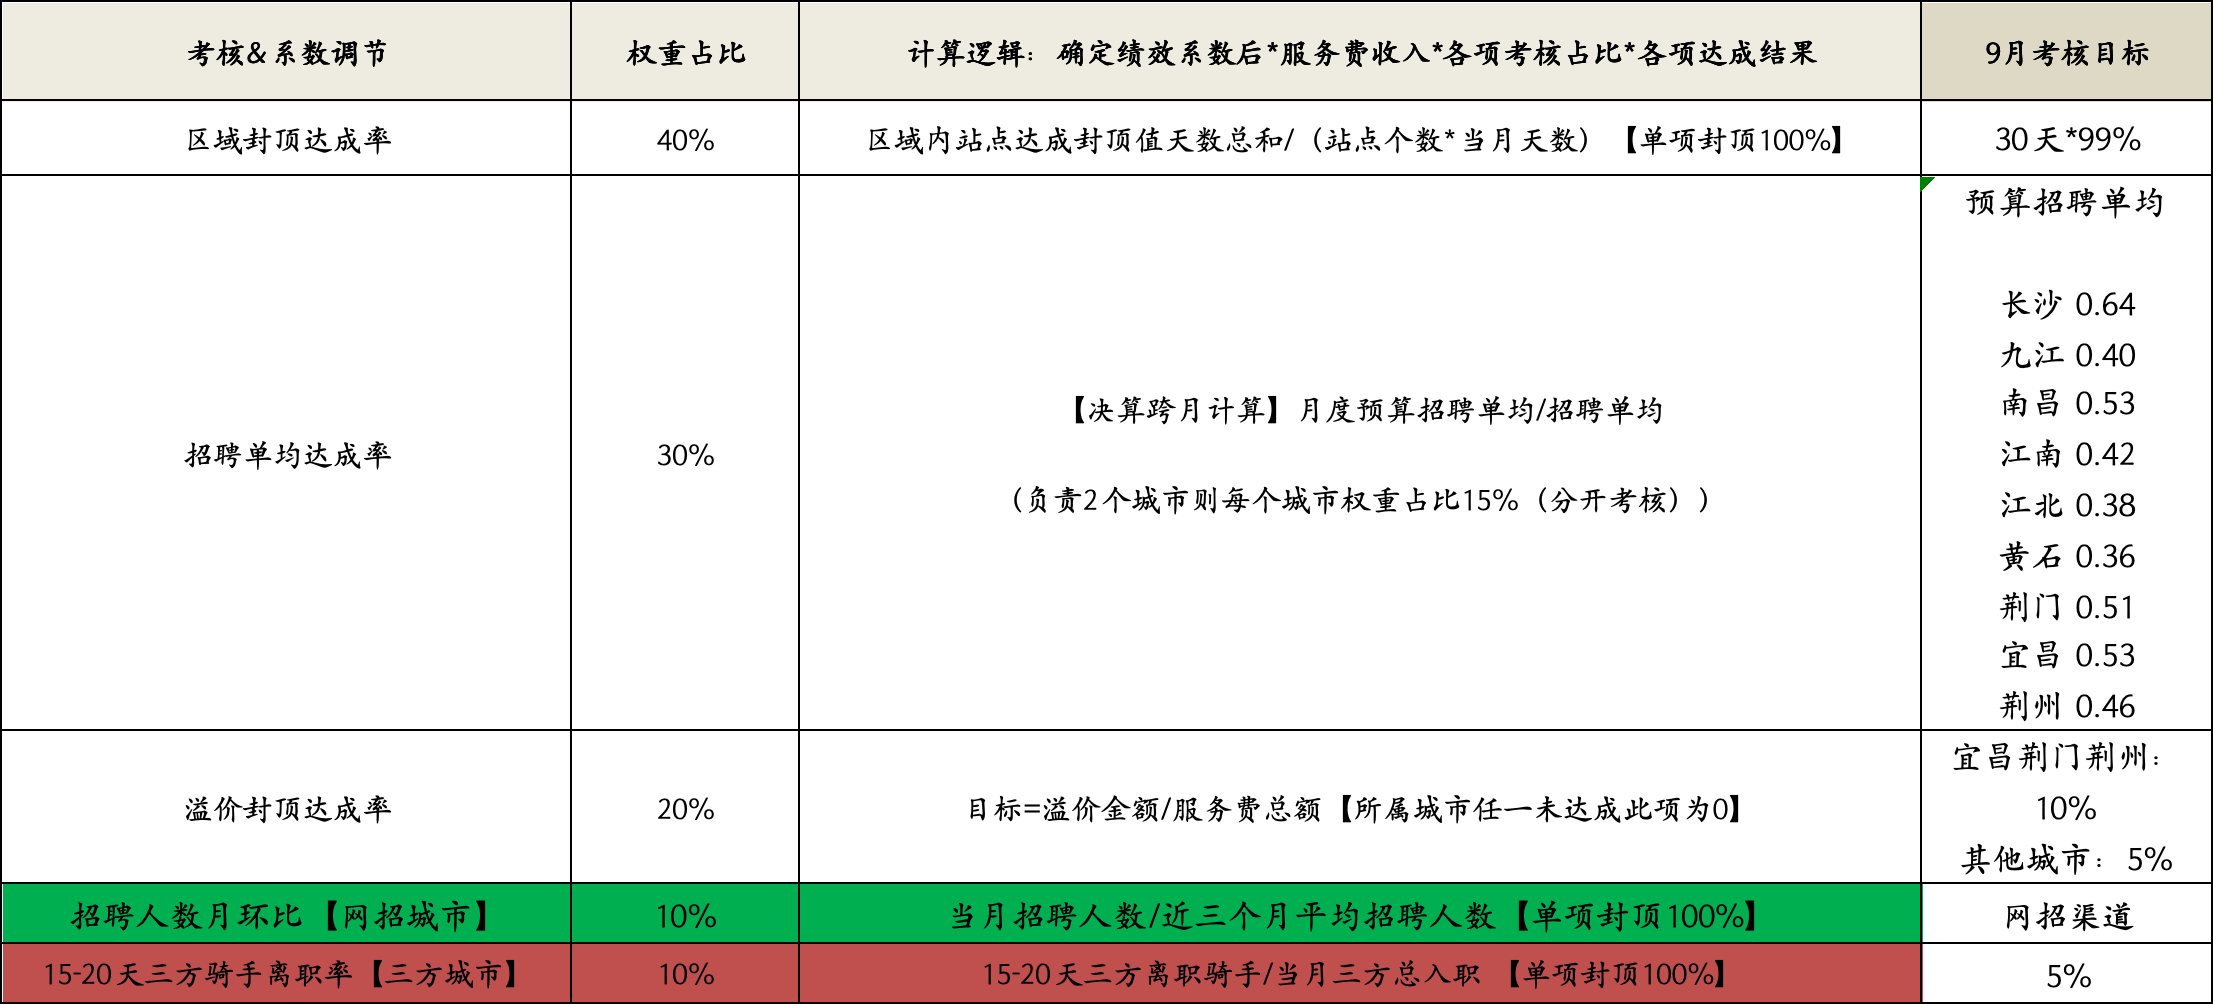 考核&系数调节
权重占比
计算逻辑：确定绩效系数后*服务费收入*各项考核占比*各项达成结果
9月考核目标
区域封顶达成率
40%
区域内站点达成封顶值天数总和/（站点个数*当月天数）【单项封顶100%】
30天*99%
招聘单均达成率
30%
【决算跨月计算】月度预算招聘单均/招聘单均
（负责2个城市则每个城市权重占比15%（分开考核））
预算招聘单均
长沙 0.64
九江 0.40
南昌 0.53
江南 0.42
江北 0.38
黄石 0.36
荆门 0.51
宜昌 0.53
荆州 0.46
溢价封顶达成率
20%
目标=溢价金额/服务费总额【所属城市任一未达成此项为0】
宜昌荆门荆州：
10%
其他城市：5%
招聘人数月环比【网招城市】
10%
当月招聘人数/近三个月平均招聘人数【单项封顶100%】
网招渠道
15-20天三方骑手离职率【三方城市】
10%
15-20天三方离职骑手/当月三方总入职 【单项封顶100%】
5%